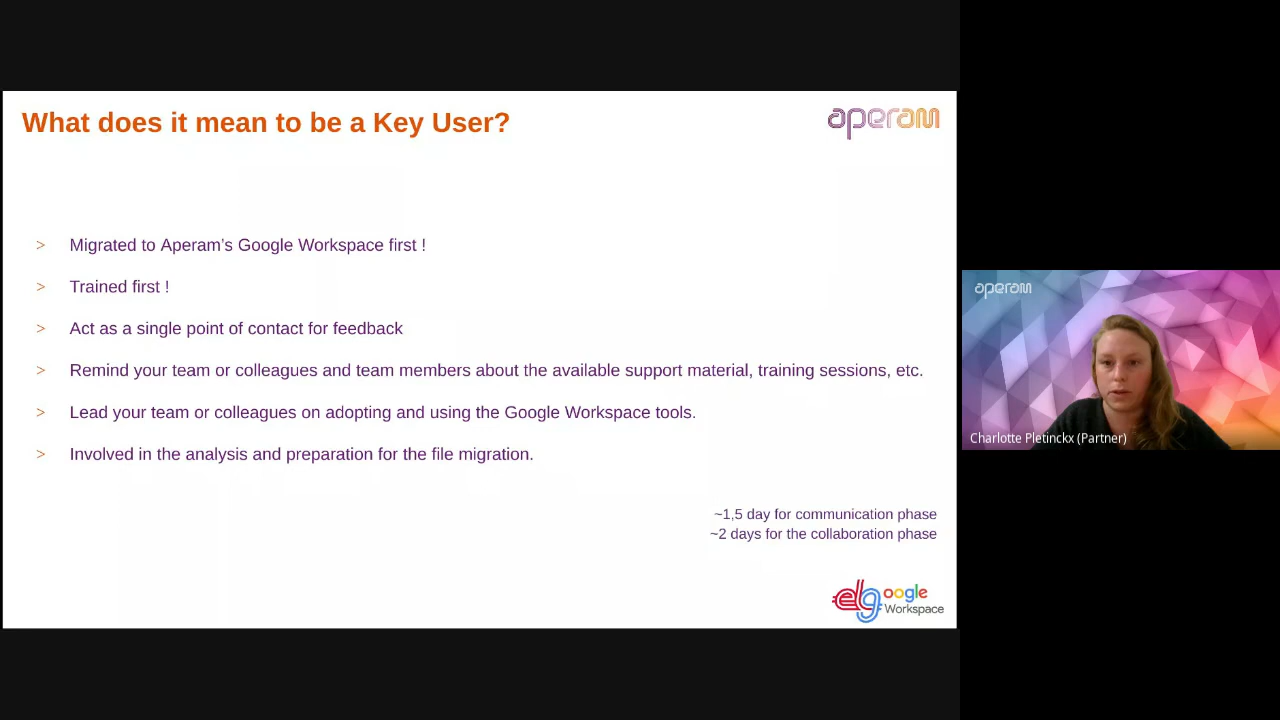 What does it mean to be a Key User?
aperam
> Migrated to Aperam’s Google Workspace first !
> Trained first !
> Act as a single point of contact for feedback
> Remind your team or colleagues and team members about the available support material, training sessions, etc.
> Lead your team or colleagues on adopting and using the Google Workspace tools.
> Involved in the analysis and preparation for the file migration.
~1,5 day for communication phase
~2 days for the collaboration phase
elg oogle
Workspace
aperam
Charlotte Pletinckx (Partner)